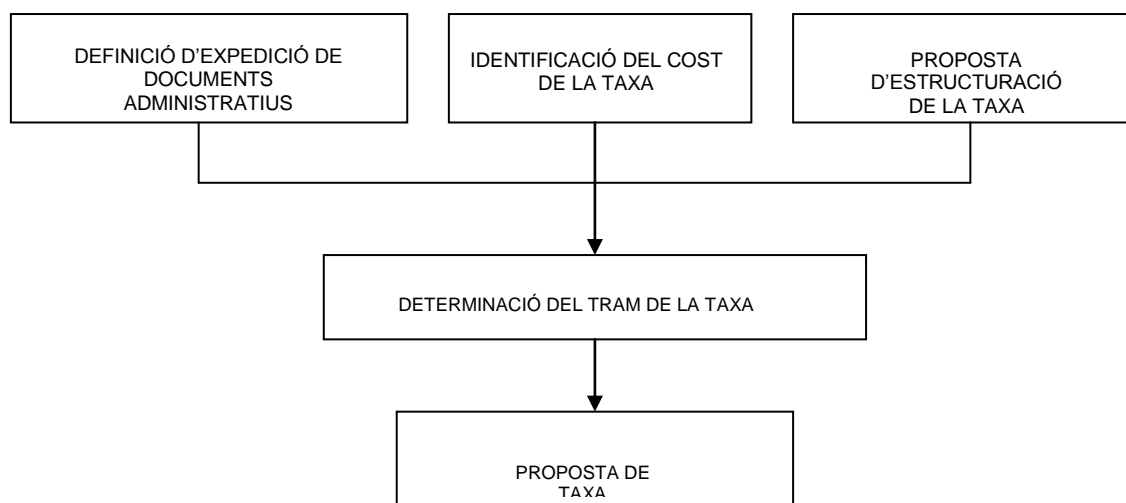 DEFINICIÓ D'EXPEDICIÓ DE
DOCUMENTS
ADMINISTRATIUS
IDENTIFICACIÓ DEL COST
DE LA TAXA
PROPOSTA
D'ESTRUCTURACIÓ
DE LA TAXA
DETERMINACIÓ DEL TRAM DE LA TAXA
PROPOSTA DE
TAXA